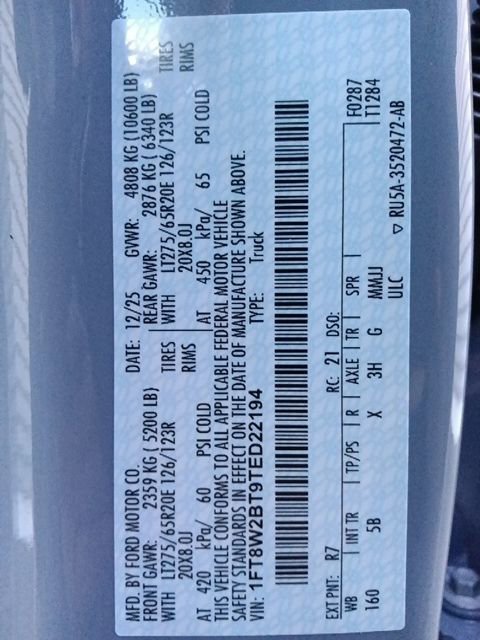 MFD. BY FORD MOTOR CO. DATE: 12/25 GVWR: 4808 KG (10600 LB)
FRONT GAWR: 2359 KG ( 5200 LB) REAR GAWR: 2876 KG ( 6340 LB)
WITH LT275/65R20E 126/123R TIRES WITH LT275/65R20E 126/123R TIRES
20X8.0J RIMS 20X8.0J RIMS
AT 420 kPa/ 60 PSI COLD AT 450 kPa/ 65 PSI COLD
THIS VEHICLE CONFORMS TO ALL APPLICABLE FEDERAL MOTOR VEHICLE
SAFETY STANDARDS IN EFFECT ON THE DATE OF MANUFACTURE SHOWN ABOVE.
VIN: 1FT8W2BT9TED22194 TYPE: Truck
F0287
T1284
EXT PNT: R7 RC: 21 DSO:
WB INT TR TP/PS R AXLE TR SPR
160 5B X 3H G MMJJ
ULC RU5A-3520472-AB